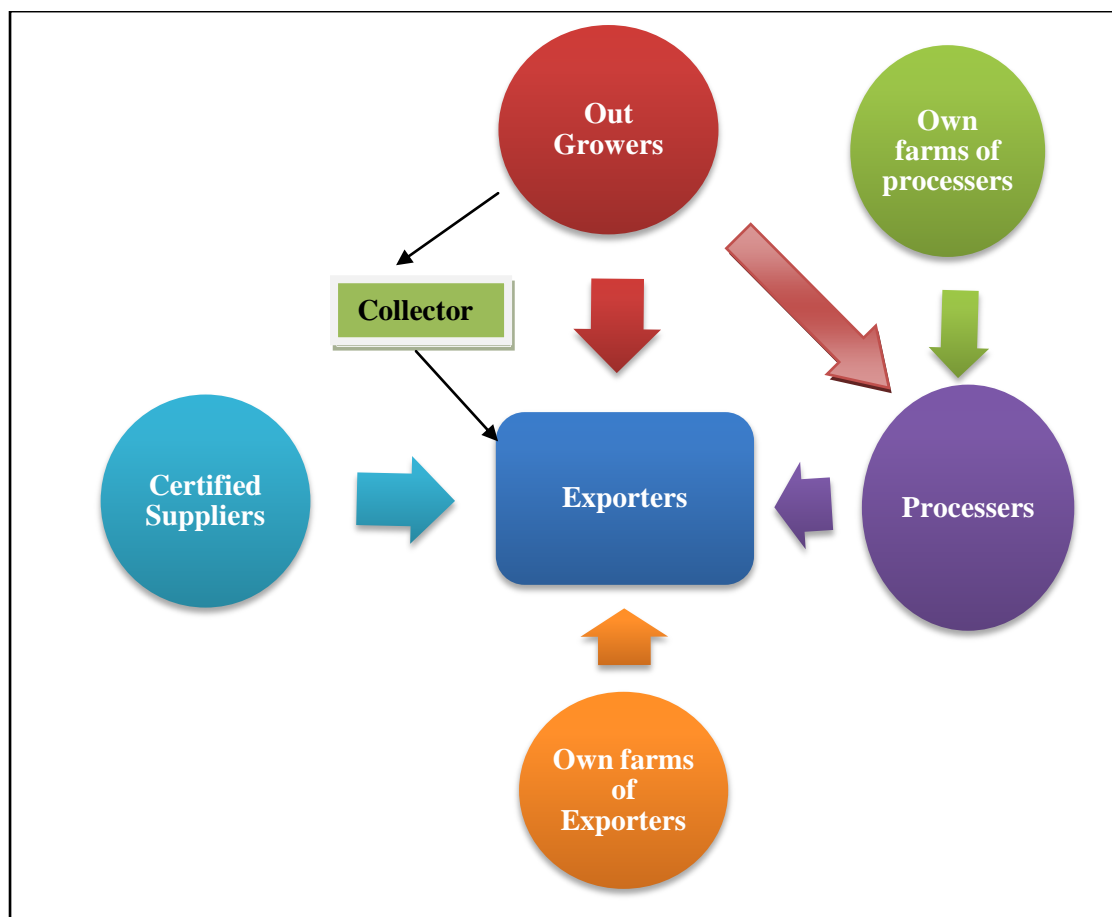 Out
Growers
Own
farms of
processers
Collector
Certified
Suppliers
Exporters
Processers
Own farms
of
Exporters